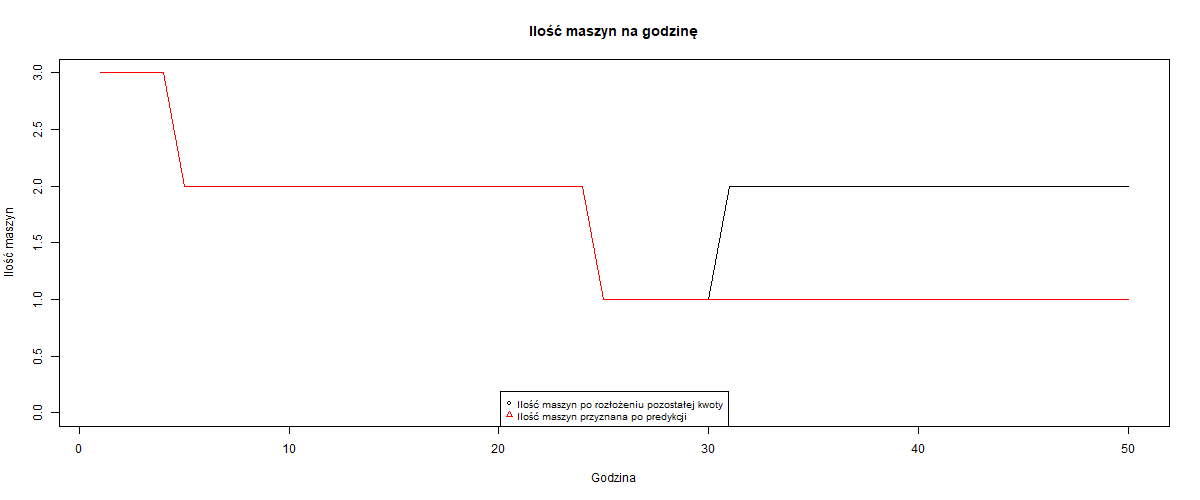 Ilość maszyn na godzinę
Ilość maszyn
3.0
2.5
2.0
1.5
1.0
0.5
0.0
Ilość maszyn po rozłożeniu pozostałej kwoty
Ilość maszyn przyznana po predykcji
0 10 20 30 40 50
Godzina